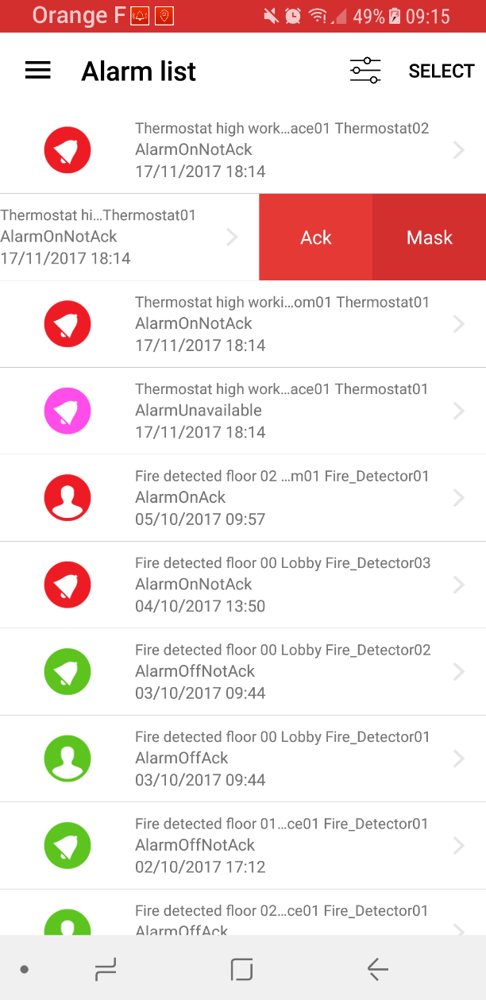 Orange F 49% 09:15
Alarm list SELECT
Thermostat high work...ace01 Thermostat02
AlarmOnNotAck
17/11/2017 18:14
Thermostat hi...Thermostat01
AlarmOnNotAck
17/11/2017 18:14
Ack Mask
Thermostat high worki...om01 Thermostat01
AlarmOnNotAck
17/11/2017 18:14
Thermostat high work...ace01 Thermostat01
AlarmUnavailable
17/11/2017 18:14
Fire detected floor 02 ...m01 Fire_Detector01
AlarmOnAck
05/10/2017 09:57
Fire detected floor 00 Lobby Fire_Detector03
AlarmOnNotAck
04/10/2017 13:50
Fire detected floor 00 Lobby Fire_Detector02
AlarmOffNotAck
03/10/2017 09:44
Fire detected floor 00 Lobby Fire_Detector01
AlarmOffAck
03/10/2017 09:44
Fire detected floor 01...ce01 Fire_Detector01
AlarmOffNotAck
02/10/2017 17:12
Fire detected floor 02...ce01 Fire_Detector01
AlarmOffAck